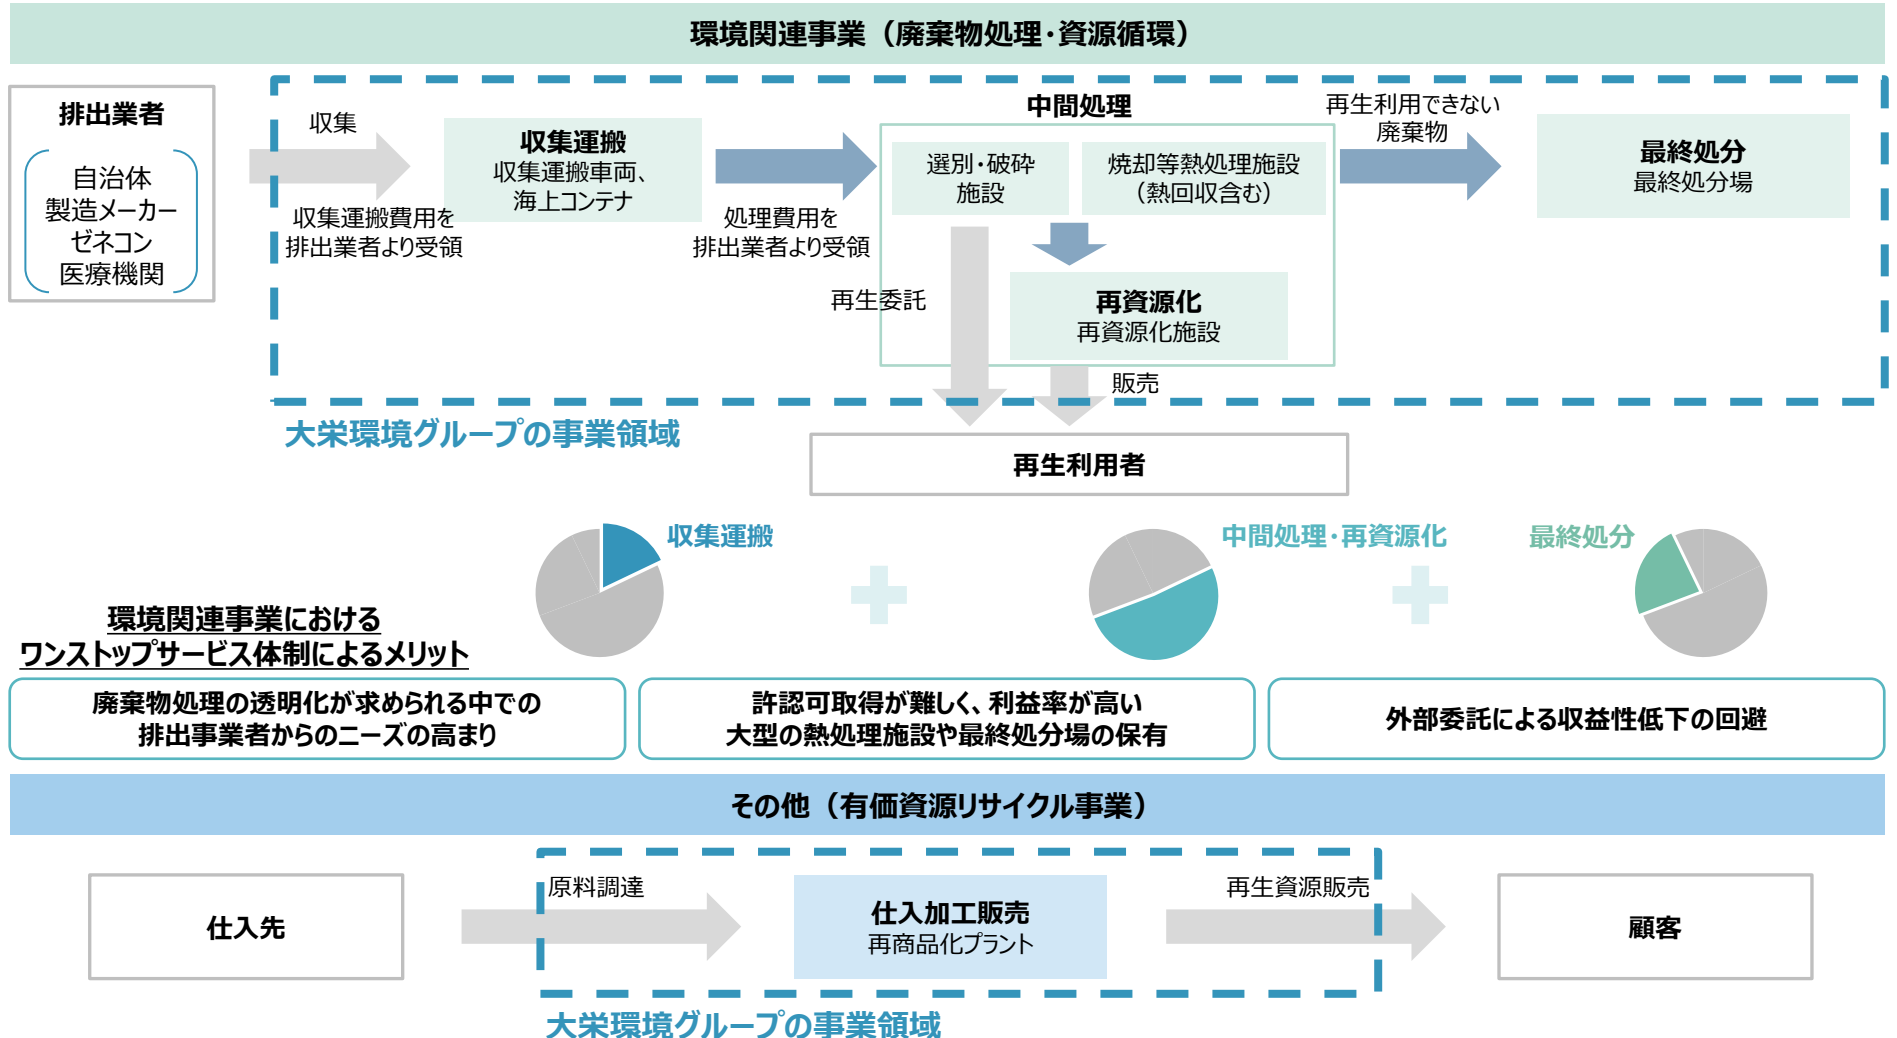 環境関連事業（廃棄物処理・資源循環）
排出業者
自治体
製造メーカー
ゼネコン
医療機関
収集
収集運搬費用を
排出業者より受領
収集運搬
収集運搬車両、
海上コンテナ
処理費用を
排出業者より受領
中間処理
選別・破砕
施設
焼却等熱処理施設
（熱回収含む）
再生委託
再資源化
再資源化施設
販売
再生利用できない
廃棄物
最終処分
最終処分場
大栄環境グループの事業領域
再生利用者
収集運搬
中間処理・再資源化
最終処分
環境関連事業における
ワンストップサービス体制によるメリット
廃棄物処理の透明化が求められる中での
排出事業者からのニーズの高まり
許認可取得が難しく、利益率が高い
大型の熱処理施設や最終処分場の保有
外部委託による収益性低下の回避
その他（有価資源リサイクル事業）
仕入先
原料調達
仕入加工販売
再商品化プラント
再生資源販売
顧客
大栄環境グループの事業領域